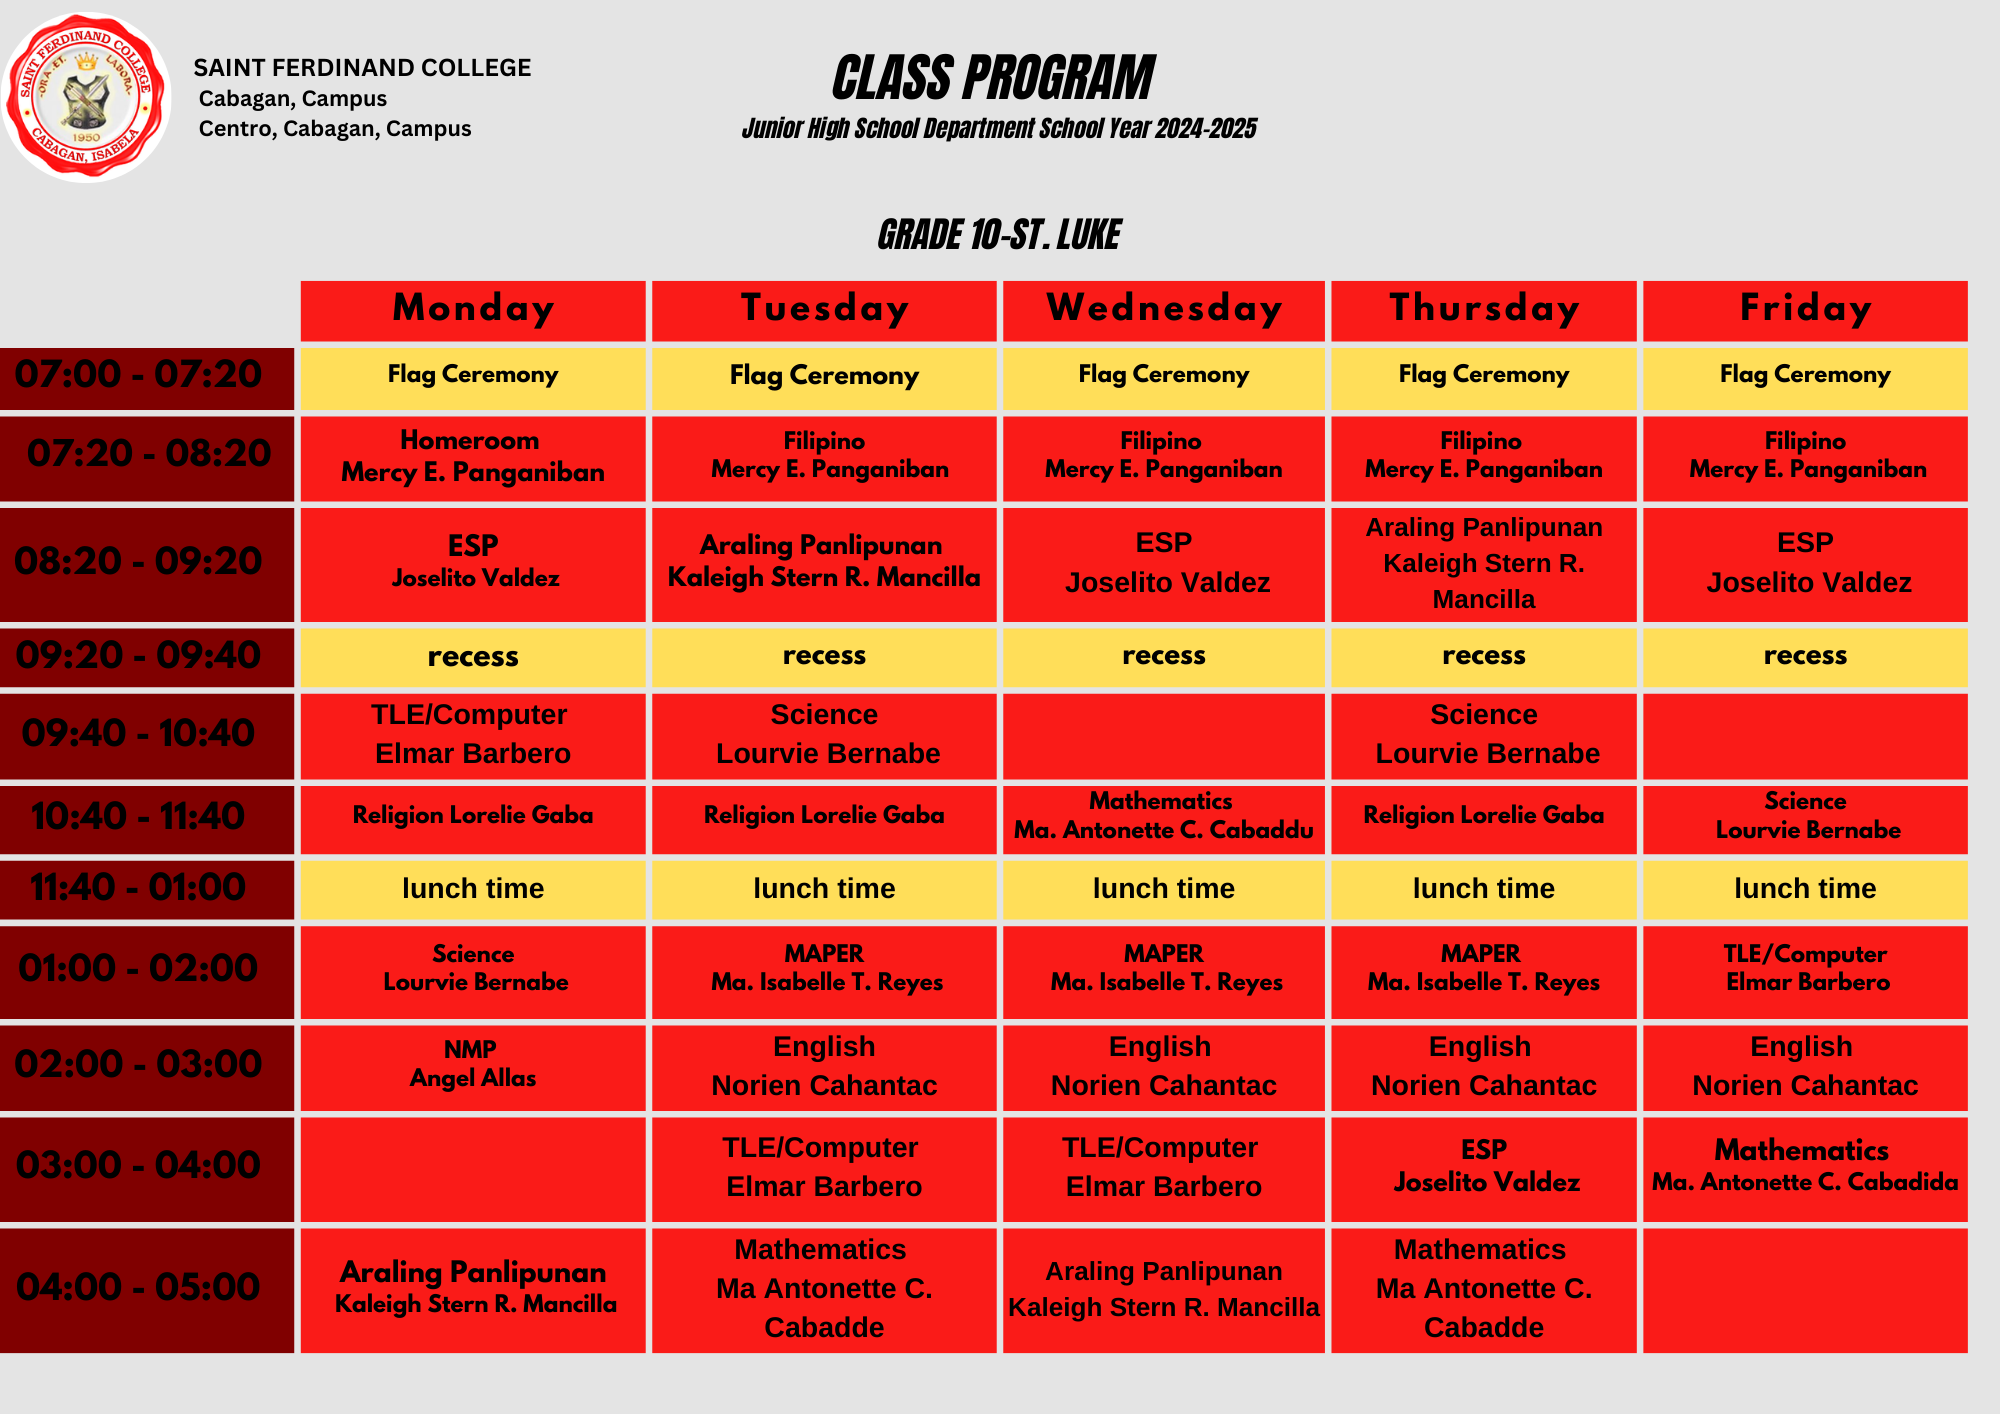 SAINT FERDINAND COLLEGE
ORA ET LABORA
1950
CABAGAN, ISABELA
SAINT FERDINAND COLLEGE
Cabagan, Campus
Centro, Cabagan, Campus
CLASS PROGRAM
Junior High School Department School Year 2024-2025
GRADE 10-ST. LUKE
Monday Tuesday Wednesday Thursday Friday
07:00 - 07:20 Flag Ceremony Flag Ceremony Flag Ceremony Flag Ceremony Flag Ceremony
07:20 - 08:20
Homeroom
Mercy E. Panganiban
Filipino
Mercy E. Panganiban
Filipino
Mercy E. Panganiban
Filipino
Mercy E. Panganiban
Filipino
Mercy E. Panganiban
08:20 - 09:20
ESP
Joselito Valdez
Araling Panlipunan
Kaleigh Stern R. Mancilla
ESP
Joselito Valdez
Araling Panlipunan
Kaleigh Stern R.
Mancilla
ESP
Joselito Valdez
09:20 - 09:40 recess recess recess recess recess
09:40 - 10:40
TLE/Computer
Elmar Barbero
Science
Lourvie Bernabe
Science
Lourvie Bernabe
10:40 - 11:40
Religion Lorelie Gaba
Religion Lorelie Gaba
Mathematics
Ma. Antonette C. Cabaddu
Religion Lorelie Gaba
Science
Lourvie Bernabe
11:40 - 01:00 lunch time lunch time lunch time lunch time lunch time
01:00 - 02:00
Science
Lourvie Bernabe
MAPER
Ma. Isabelle T. Reyes
MAPER
Ma. Isabelle T. Reyes
MAPER
Ma. Isabelle T. Reyes
TLE/Computer
Elmar Barbero
02:00 - 03:00
NMP
Angel Allas
English
Norien Cahantac
English
Norien Cahantac
English
Norien Cahantac
English
Norien Cahantac
03:00 - 04:00
TLE/Computer
Elmar Barbero
TLE/Computer
Elmar Barbero
ESP
Joselito Valdez
Mathematics
Ma. Antonette C. Cabadida
04:00 - 05:00
Araling Panlipunan
Kaleigh Stern R. Mancilla
Mathematics
Ma Antonette C.
Cabadde
Araling Panlipunan
Kaleigh Stern R. Mancilla
Mathematics
Ma Antonette C.
Cabadde